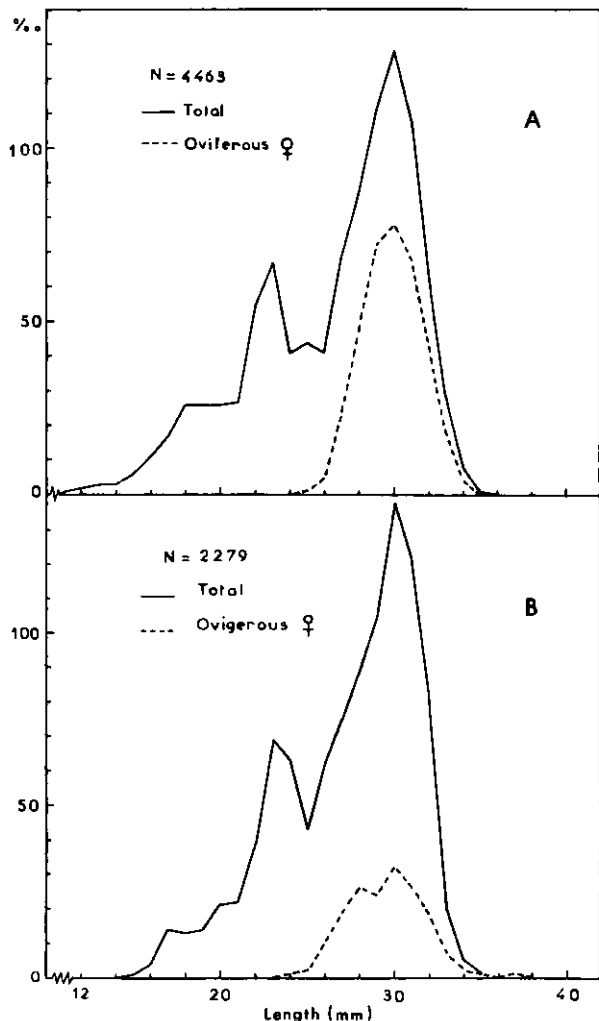 ‰
N = 4463
Total
Oviferous ♀
A
100
50
0
N = 2279
Total
Ovigerous ♀
B
100
50
0
12 20 30 40
Length (mm)